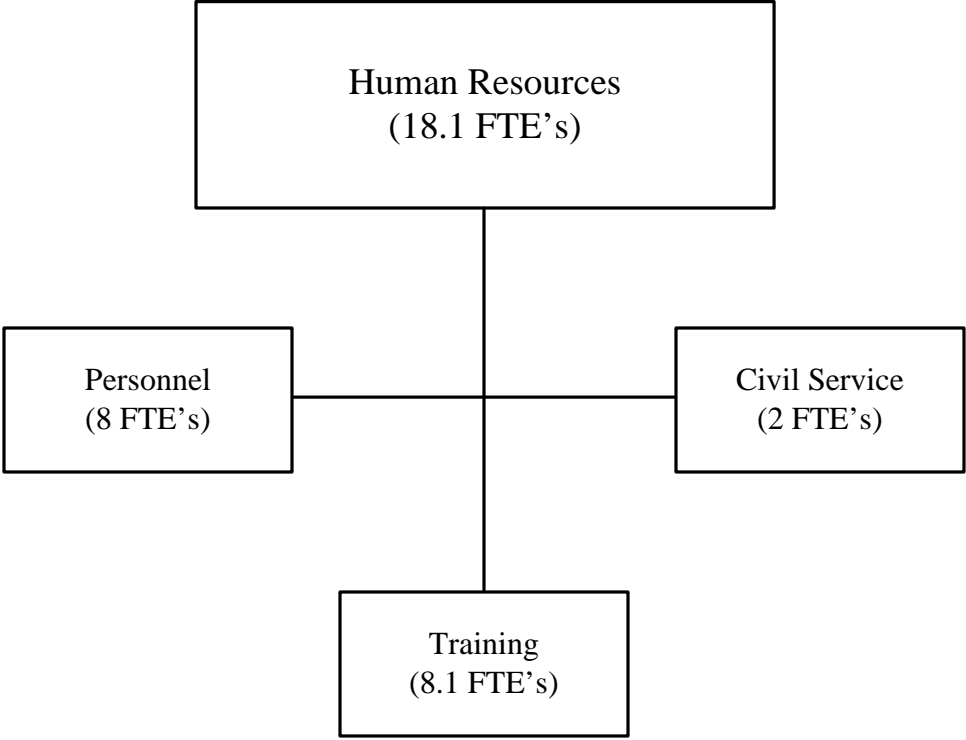 Human Resources
(18.1 FTE’s)
Personnel
(8 FTE’s)
Civil Service
(2 FTE’s)
Training
(8.1 FTE’s)